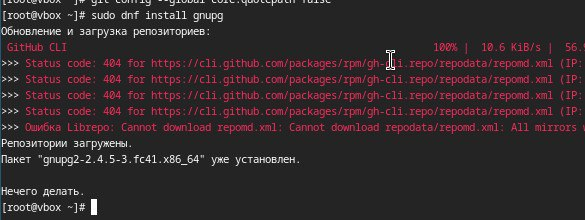 [root@vbox ~]# git config --global core.quotepath false
[root@vbox ~]# sudo dnf install gnupg
Обновление и загрузка репозиториев:
GitHub CLI 100% | 10.6 KiB/s | 56.
>>> Status code: 404 for https://cli.github.com/packages/rpm/gh-cli.repo/repodata/repomd.xml (IP:
>>> Status code: 404 for https://cli.github.com/packages/rpm/gh-cli.repo/repodata/repomd.xml (IP:
>>> Status code: 404 for https://cli.github.com/packages/rpm/gh-cli.repo/repodata/repomd.xml (IP:
>>> Status code: 404 for https://cli.github.com/packages/rpm/gh-cli.repo/repodata/repomd.xml (IP:
>>> Ошибка Librepo: Cannot download repomd.xml: Cannot download repodata/repomd.xml: All mirrors
Репозитории загружены.
Пакет "gnupg2-2.4.5-3.fc41.x86_64" уже установлен.
Нечего делать.
[root@vbox ~]#